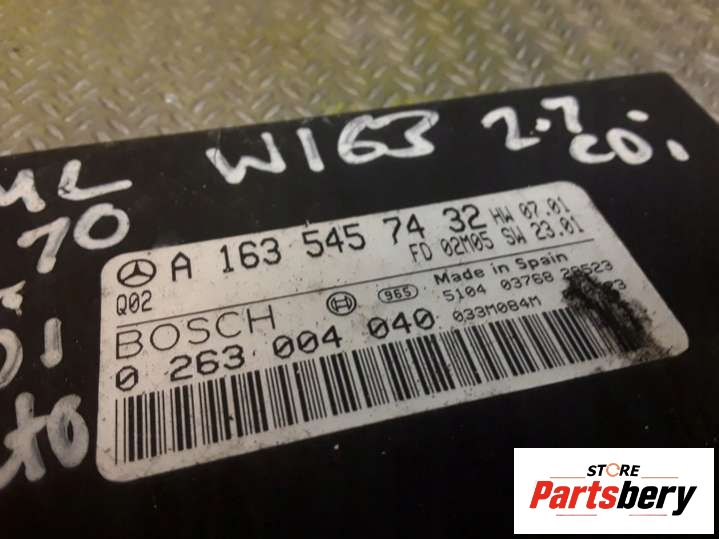 W163 2.7
ML
CDi
70
A 163 545 74 32 HW 07.01
FD 02M05 SW 23.01
Q02
Made in Spain
BOSCH
965
5104 03768 28523
0 263 004 040
033M084M
STORE
Partsbery